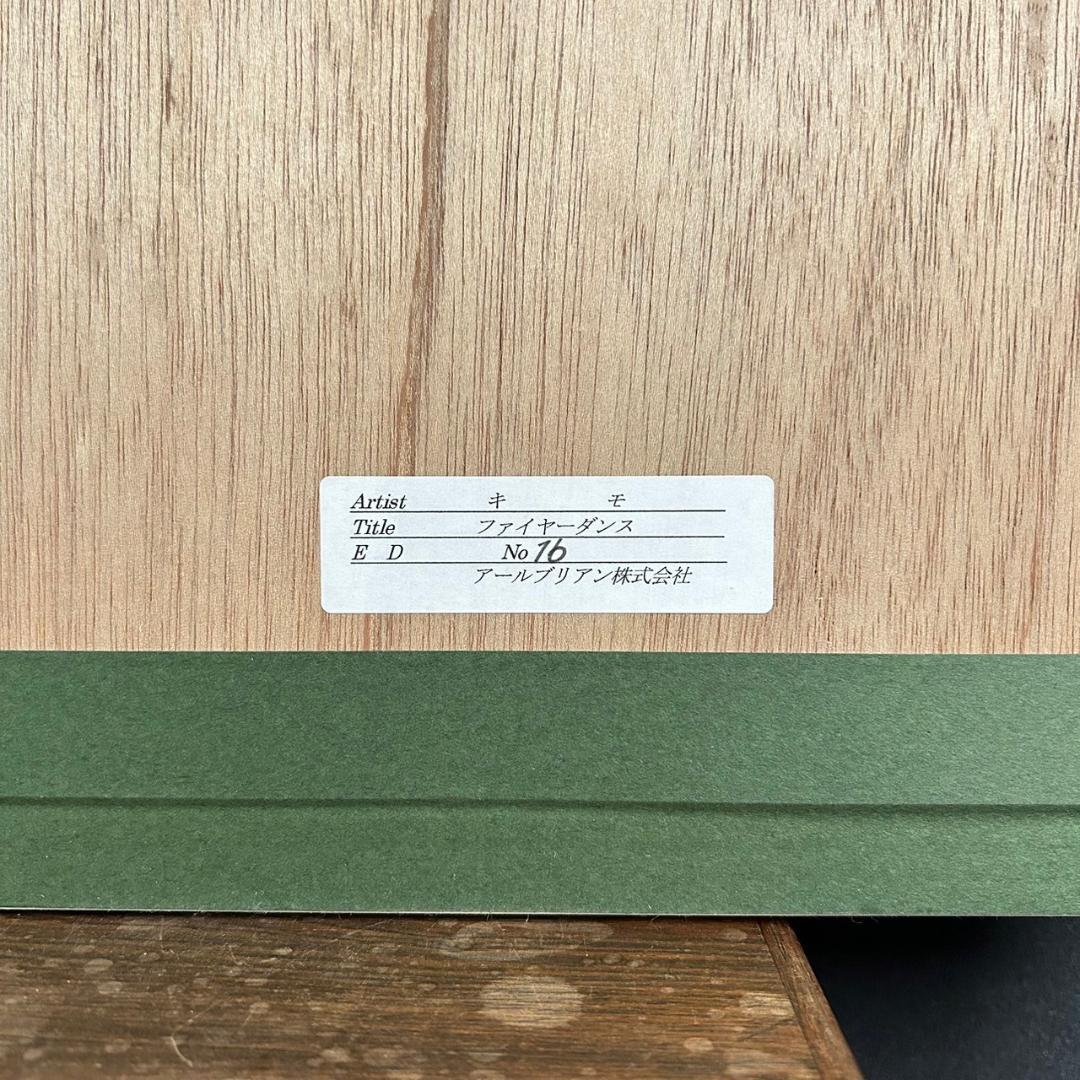 Artist キ モ
Title ファイヤーダンス
E D No 16
アールブリアン株式会社